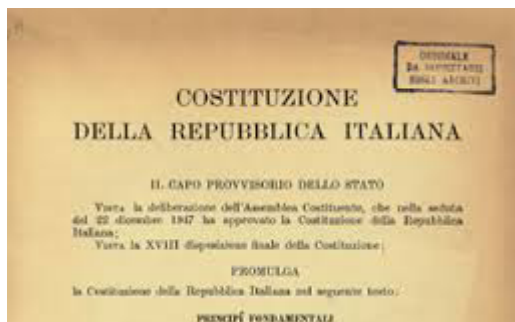 ORIGINALE
DA
ARCHIVI
COSTITUZIONE
DELLA REPUBBLICA ITALIANA
IL CAPO PROVVISORIO DELLO STATO
VISTA la deliberazione dell'Assemblea Costituente, che nella seduta
del 22 dicembre 1947 ha approvato la Costituzione della Repubblica
Italiana;
VISTA la XVIII disposizione finale della Costituzione;
PROMULGA
la Costituzione della Repubblica Italiana nel seguente testo:
PRINCIPÎ FONDAMENTALI